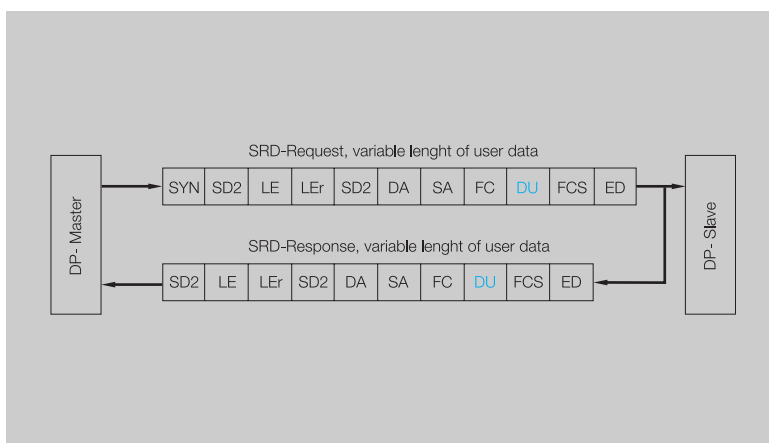 SRD-Request, variable lenght of user data
DP- Master
SYN SD2 LE LEr SD2 DA SA FC DU FCS ED
DP- Slave
SRD-Response, variable lenght of user data
SD2 LE LEr SD2 DA SA FC DU FCS ED